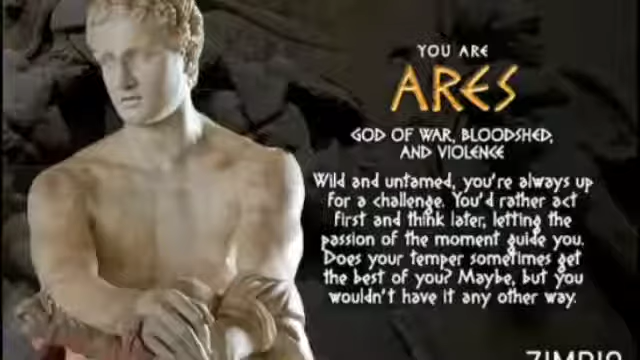 YOU ARE
ARES
GOD OF WAR, BLOODSHED,
AND VIOLENCE
Wild and untamed, you're always up
for a challenge. You'd rather act
first and think later, letting the
passion of the moment guide you.
Does your temper sometimes get
the best of you? Maybe, but you
wouldn't have it any other way.